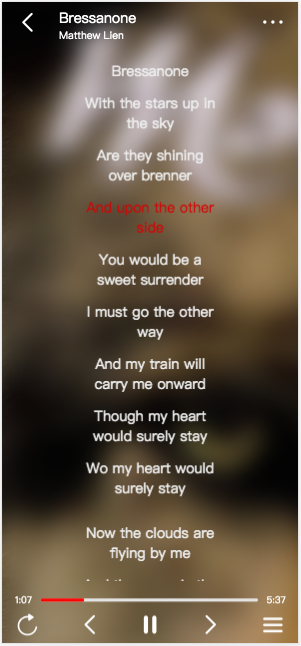 Bressanone
Matthew Lien
Bressanone
With the stars up in
the sky
Are they shining
over brenner
And upon the other
side
You would be a
sweet surrender
I must go the other
way
And my train will
carry me onward
Though my heart
would surely stay
Wo my heart would
surely stay
Now the clouds are
flying by me
1:07
5:37